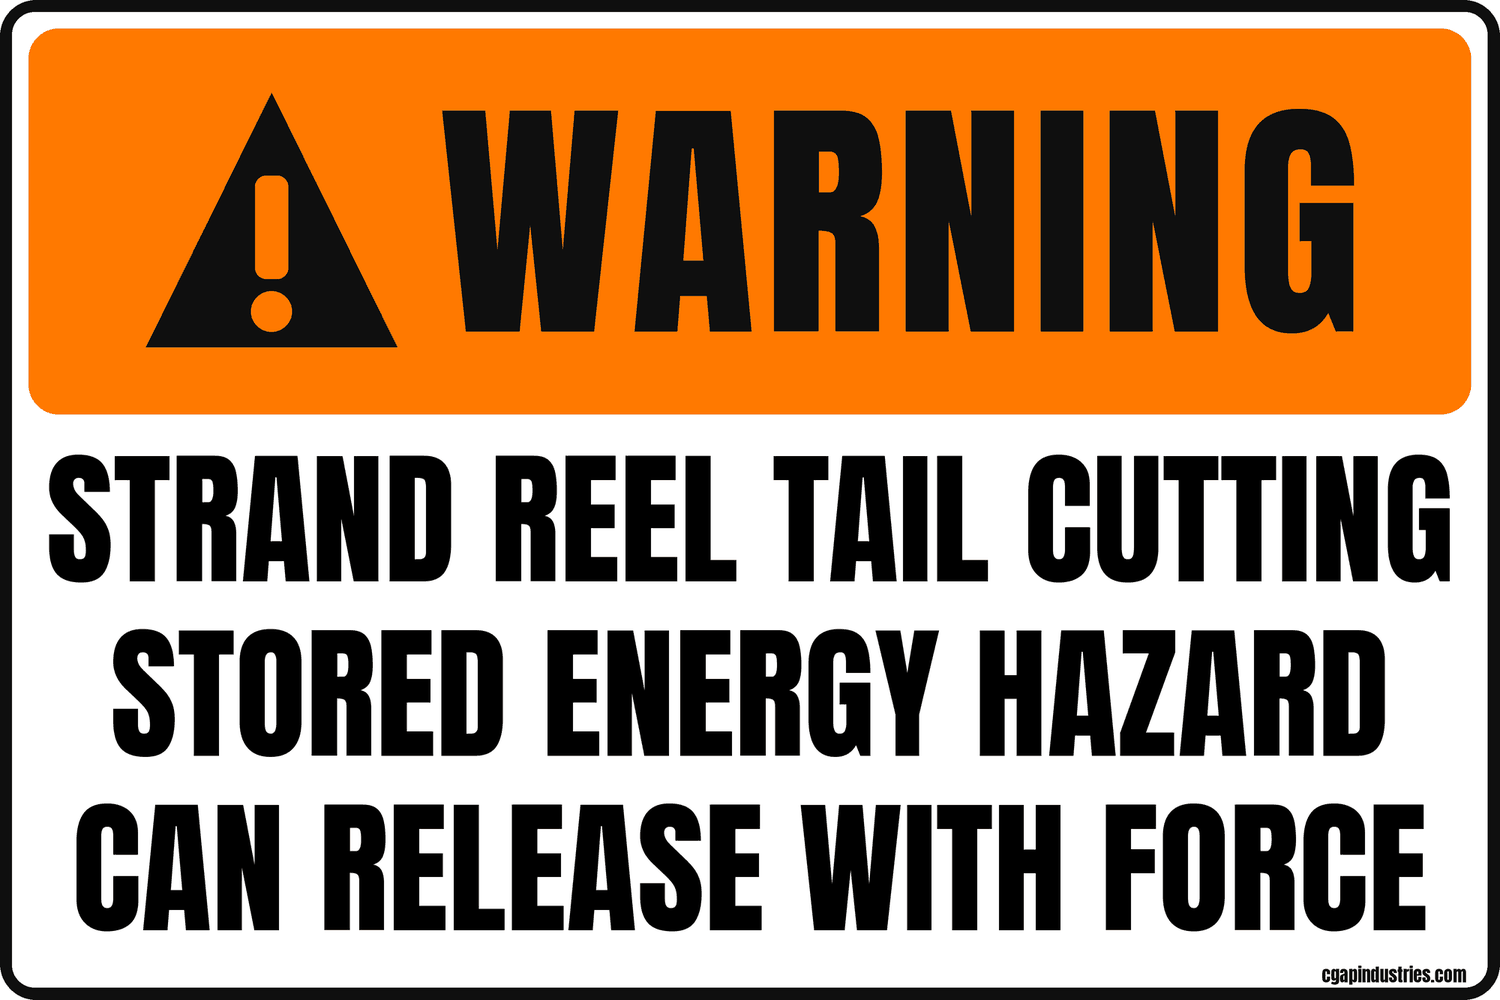 WARNING
STRAND REEL TAIL CUTTING
STORED ENERGY HAZARD
CAN RELEASE WITH FORCE
cgapindustries.com